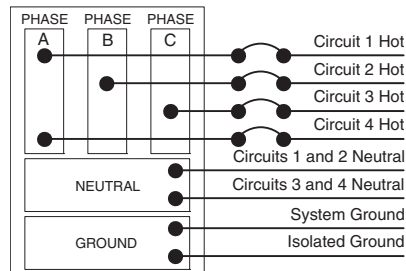 PHASE PHASE PHASE
A B C
Circuit 1 Hot
Circuit 2 Hot
Circuit 3 Hot
Circuit 4 Hot
Circuits 1 and 2 Neutral
NEUTRAL
Circuits 3 and 4 Neutral
System Ground
GROUND
Isolated Ground